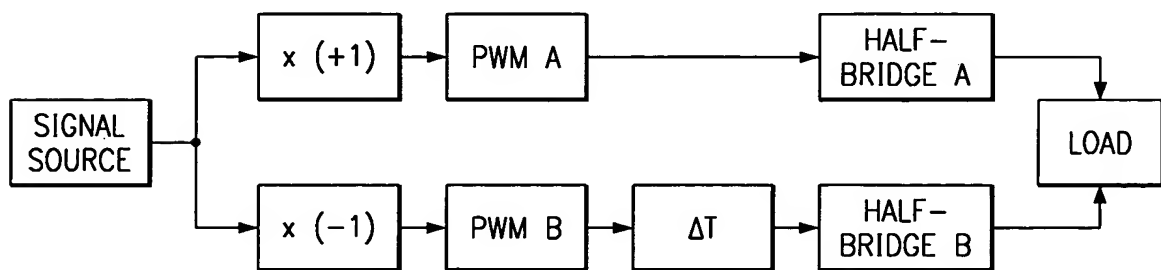 SIGNAL
SOURCE
x (+1)
PWM A
HALF-
BRIDGE A
LOAD
x (-1)
PWM B
ΔT
HALF-
BRIDGE B